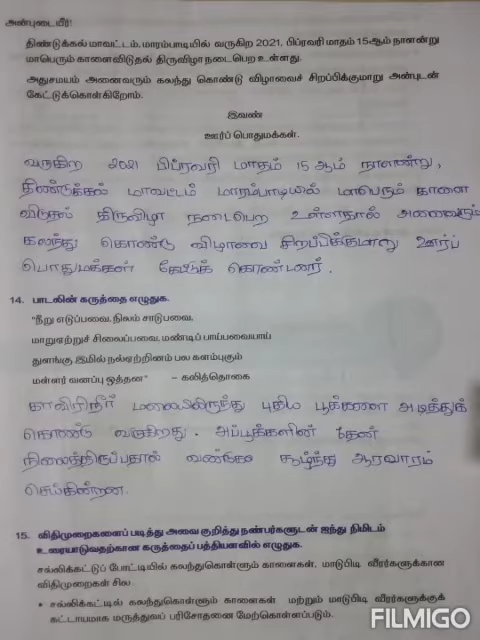 அன்புடையீர்!
திண்டுக்கல் மாவட்டம், மாரம்பாடியில் வருகிற 2021, பிப்ரவரி மாதம் 15ஆம் நாளன்று
மாபெரும் காளைவிடுதல் திருவிழா நடைபெற உள்ளது.
அதுசமயம் அனைவரும் கலந்து கொண்டு விழாவைச் சிறப்பிக்குமாறு அன்புடன்
கேட்டுக்கொள்கிறோம்.
இவண்
ஊர்ப் பொதுமக்கள்.
வருகிற 2021 பிப்ரவரி மாதம் 15 ஆம் நாளன்று,
திண்டுக்கல் மாவட்டம் மாரம்பாடியில் மாபெரும் காளை
விடுதல் திருவிழா நடைபெற உள்ளதால் அனைவரும்
கலந்து கொண்டு விழாவை சிறப்பிக்குமாறு ஊர்ப்
பொதுமக்கள் கேட்டுக் கொண்டனர்.
14. பாடலின் கருத்தை எழுதுக.
"நீறு எடுப்பவை, நிலம் சாடுபவை,
மாறுஏற்றுச் சிலைப்பவை, மண்டிப் பாய்பவையாய்
துளங்கு இமில் நல்ஏற்றினம் பல களம்புகும்
மள்ளர் வனப்பு ஒத்தன" – கலித்தொகை
காவிரிநீர் மலையிலிருந்து புதிய பூக்களை அடித்துக்
கொண்டு வருகிறது. அப்பூக்களின் தேன்
நிலைத்திருப்பதால் வண்டுகள் சூழ்ந்து ஆரவாரம்
செய்கின்றன.
15. விதிமுறைகளைப் படித்து அவை குறித்து நண்பர்களுடன் ஐந்து நிமிடம்
உரையாடுவதற்கான கருத்தைப் பத்தியளவில் எழுதுக.
சல்லிக்கட்டுப் போட்டியில் கலந்துகொள்ளும் காளைகள், மாடுபிடி வீரர்களுக்கான
விதிமுறைகள் சில.
• சல்லிக்கட்டில் கலந்துகொள்ளும் காளைகள் மற்றும் மாடுபிடி வீரர்களுக்குக்
கட்டாயமாக மருத்துவப் பரிசோதனை மேற்கொள்ளப்படும்.
FILMIGO